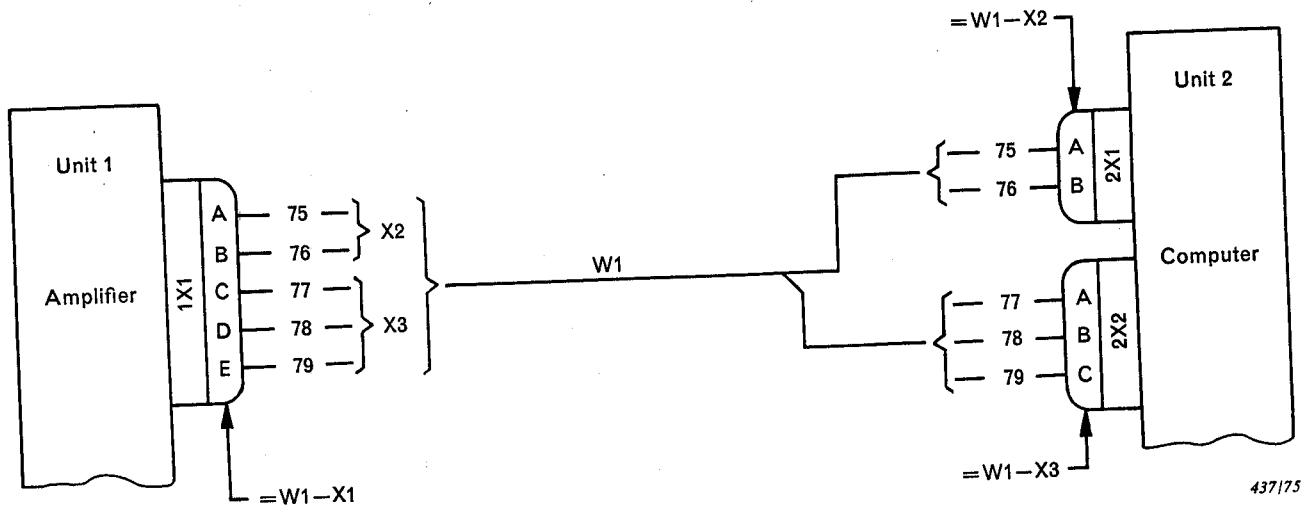 =W1—X2
Unit 2
Unit 1
75
A
76
B
2X1
A
75
B
76
X2
C
77
D
78
X3
E
79
1X1
Amplifier
W1
Computer
77
A
78
B
79
C
2X2
=W1—X1
=W1—X3
437/75